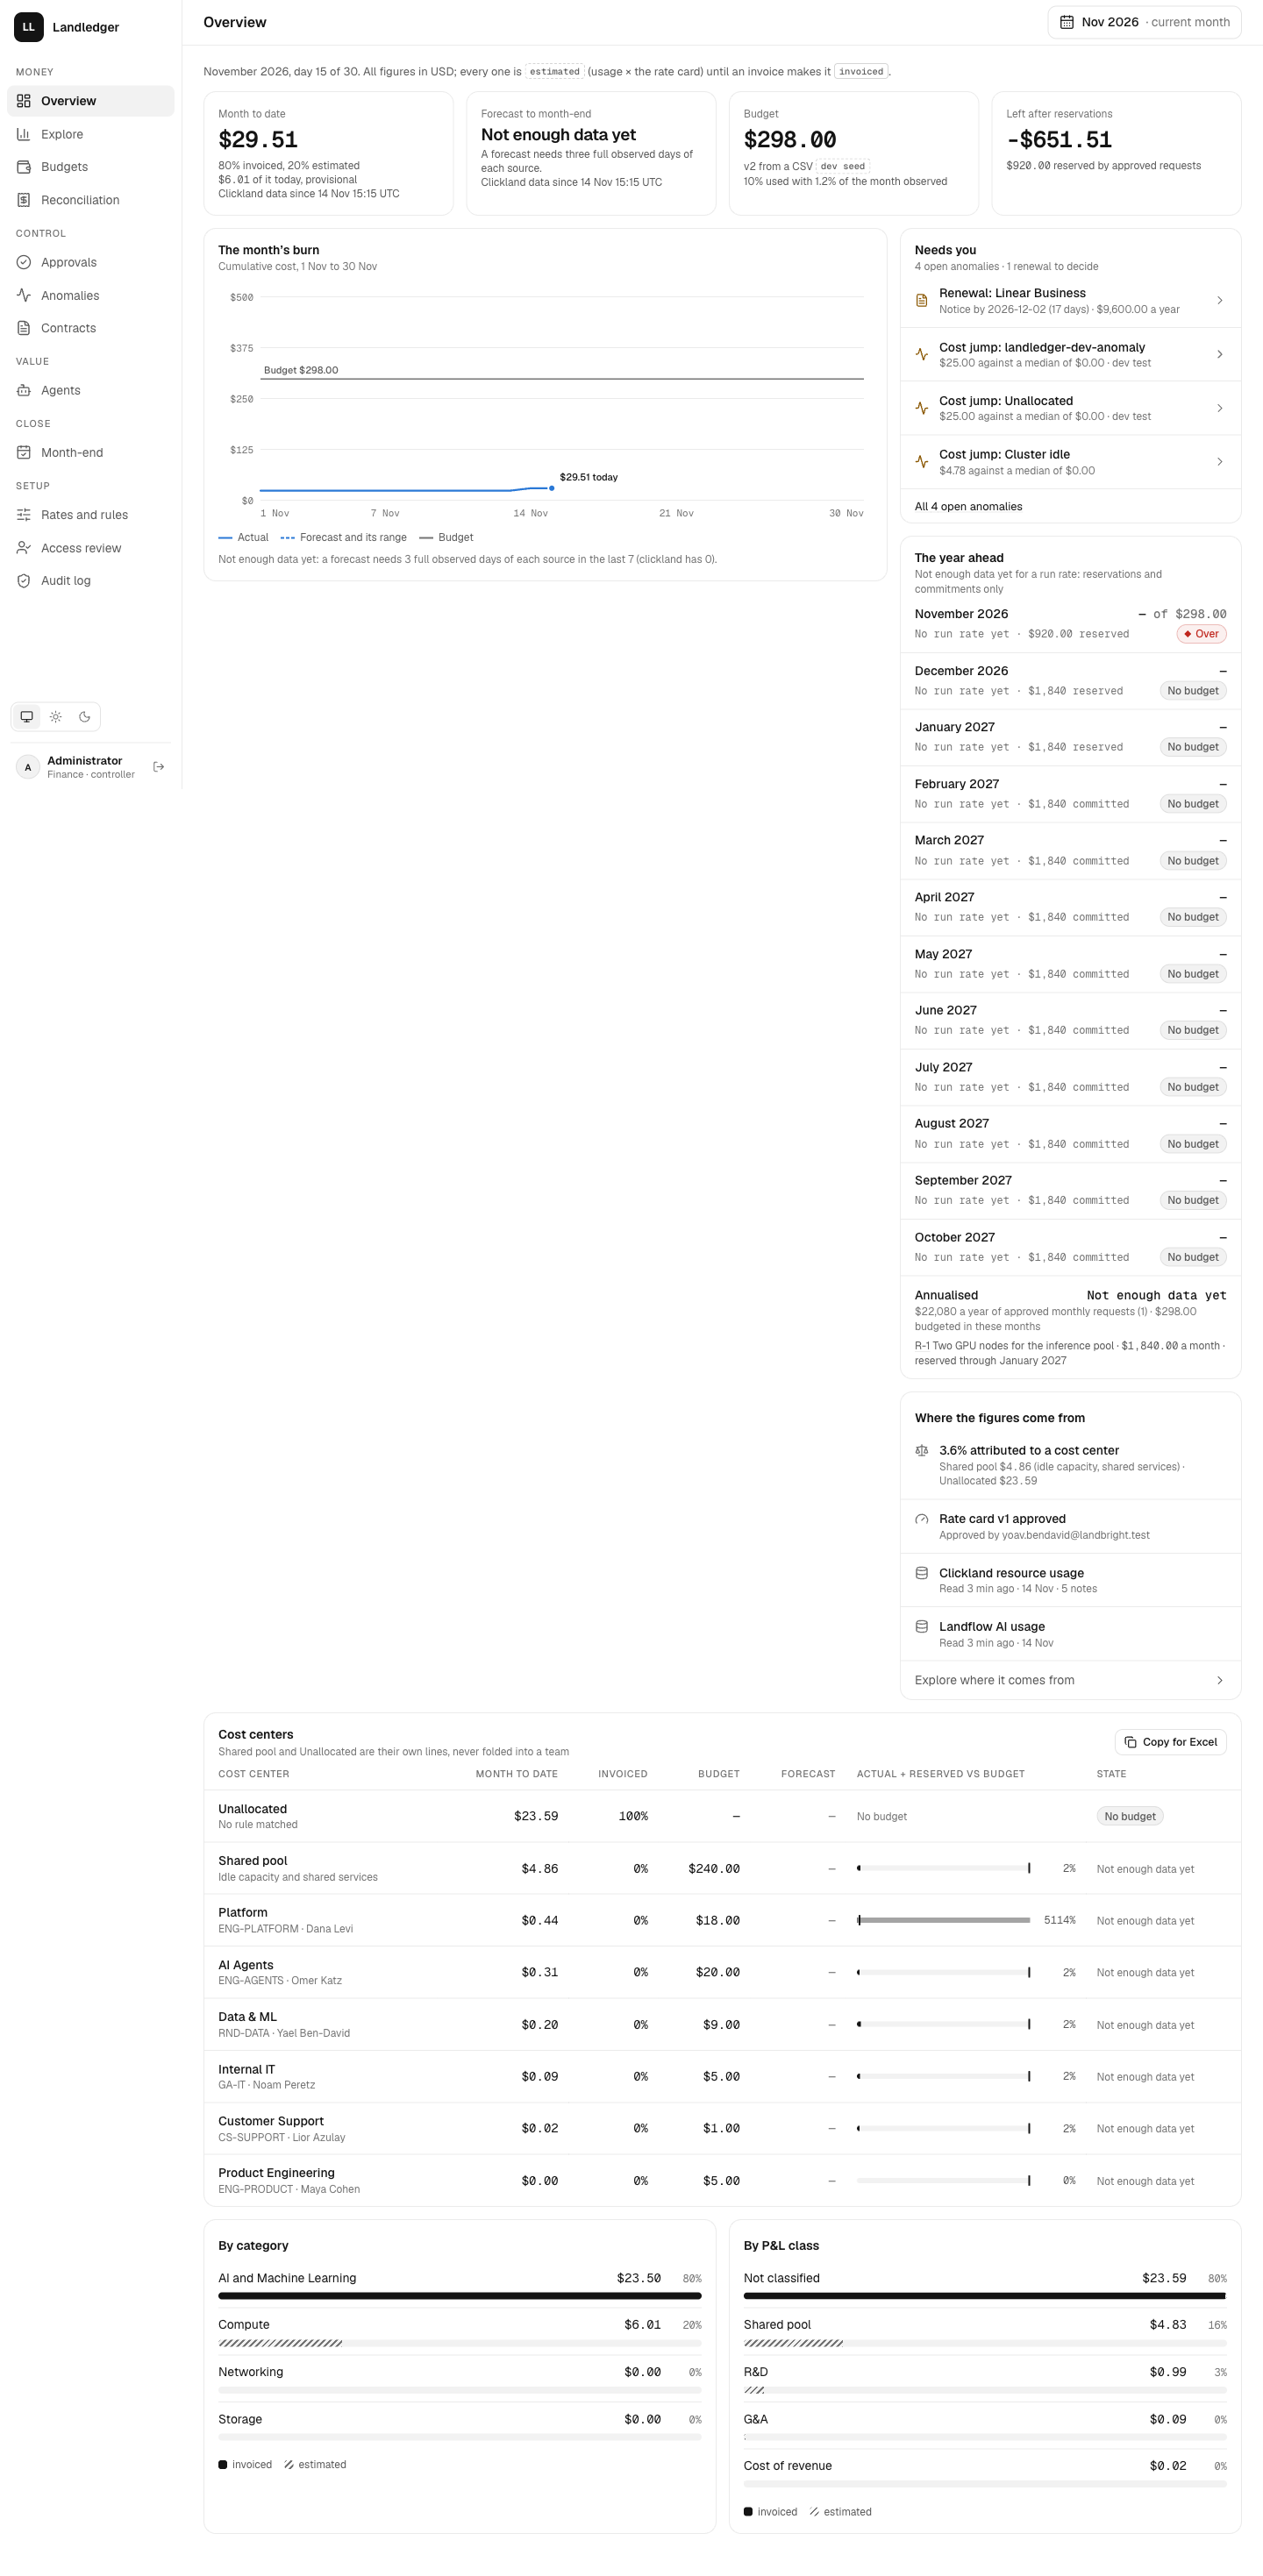 LL Landledger
MONEY
Overview
Explore
Budgets
Reconciliation
CONTROL
Approvals
Anomalies
Contracts
VALUE
Agents
CLOSE
Month-end
SETUP
Rates and rules
Access review
Audit log
A Administrator
Finance · controller
Overview
Nov 2026 · current month
November 2026, day 15 of 30. All figures in USD; every one is estimated (usage × the rate card) until an invoice makes it invoiced.
Month to date
$29.51
80% invoiced, 20% estimated
$6.01 of it today, provisional
Clickland data since 14 Nov 15:15 UTC
Forecast to month-end
Not enough data yet
A forecast needs three full observed days of
each source.
Clickland data since 14 Nov 15:15 UTC
Budget
$298.00
v2 from a CSV dev seed
10% used with 1.2% of the month observed
Left after reservations
-$651.51
$920.00 reserved by approved requests
The month's burn
Cumulative cost, 1 Nov to 30 Nov
$500
$375
Budget $298.00
$250
$125
$29.51 today
$0
1 Nov 7 Nov 14 Nov 21 Nov 30 Nov
Actual Forecast and its range Budget
Not enough data yet: a forecast needs 3 full observed days of each source in the last 7 (clickland has 0).
Needs you
4 open anomalies · 1 renewal to decide
Renewal: Linear Business
Notice by 2026-12-02 (17 days) · $9,600.00 a year
Cost jump: landledger-dev-anomaly
$25.00 against a median of $0.00 · dev test
Cost jump: Unallocated
$25.00 against a median of $0.00 · dev test
Cost jump: Cluster idle
$4.78 against a median of $0.00
All 4 open anomalies
The year ahead
Not enough data yet for a run rate: reservations and
commitments only
November 2026 – of $298.00
No run rate yet · $920.00 reserved Over
December 2026 –
No run rate yet · $1,840 reserved No budget
January 2027 –
No run rate yet · $1,840 reserved No budget
February 2027 –
No run rate yet · $1,840 committed No budget
March 2027 –
No run rate yet · $1,840 committed No budget
April 2027 –
No run rate yet · $1,840 committed No budget
May 2027 –
No run rate yet · $1,840 committed No budget
June 2027 –
No run rate yet · $1,840 committed No budget
July 2027 –
No run rate yet · $1,840 committed No budget
August 2027 –
No run rate yet · $1,840 committed No budget
September 2027 –
No run rate yet · $1,840 committed No budget
October 2027 –
No run rate yet · $1,840 committed No budget
Annualised Not enough data yet
$22,080 a year of approved monthly requests (1) · $298.00
budgeted in these months
R-1 Two GPU nodes for the inference pool · $1,840.00 a month ·
reserved through January 2027
Where the figures come from
3.6% attributed to a cost center
Shared pool $4.86 (idle capacity, shared services) ·
Unallocated $23.59
Rate card v1 approved
Approved by yoav.bendavid@landbright.test
Clickland resource usage
Read 3 min ago · 14 Nov · 5 notes
Landflow AI usage
Read 3 min ago · 14 Nov
Explore where it comes from
Cost centers
Shared pool and Unallocated are their own lines, never folded into a team
Copy for Excel
COST CENTER MONTH TO DATE INVOICED BUDGET FORECAST ACTUAL + RESERVED VS BUDGET STATE
Unallocated
No rule matched
$23.59 100% – – No budget No budget
Shared pool
Idle capacity and shared services
$4.86 0% $240.00 – 2% Not enough data yet
Platform
ENG-PLATFORM · Dana Levi
$0.44 0% $18.00 – 5114% Not enough data yet
AI Agents
ENG-AGENTS · Omer Katz
$0.31 0% $20.00 – 2% Not enough data yet
Data & ML
RND-DATA · Yael Ben-David
$0.20 0% $9.00 – 2% Not enough data yet
Internal IT
GA-IT · Noam Peretz
$0.09 0% $5.00 – 2% Not enough data yet
Customer Support
CS-SUPPORT · Lior Azulay
$0.02 0% $1.00 – 2% Not enough data yet
Product Engineering
ENG-PRODUCT · Maya Cohen
$0.00 0% $5.00 – 0% Not enough data yet
By category
AI and Machine Learning $23.50 80%
Compute $6.01 20%
Networking $0.00 0%
Storage $0.00 0%
invoiced estimated
By P&L class
Not classified $23.59 80%
Shared pool $4.83 16%
R&D $0.99 3%
G&A $0.09 0%
Cost of revenue $0.02 0%
invoiced estimated